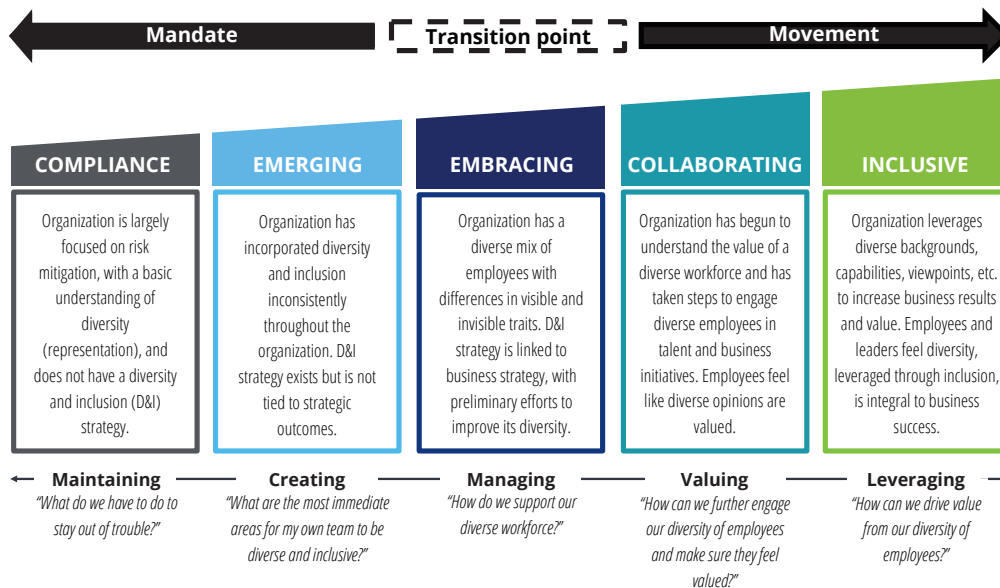 Mandate
Transition point
Movement
COMPLIANCE
Organization is largely
focused on risk
mitigation, with a basic
understanding of
diversity
(representation), and
does not have a diversity
and inclusion (D&I)
strategy.
Maintaining
“What do we have to do to
stay out of trouble?”
EMERGING
Organization has
incorporated diversity
and inclusion
inconsistently
throughout the
organization. D&I
strategy exists but is not
tied to strategic
outcomes.
Creating
“What are the most immediate
areas for my own team to be
diverse and inclusive?”
EMBRACING
Organization has a
diverse mix of
employees with
differences in visible and
invisible traits. D&I
strategy is linked to
business strategy, with
preliminary efforts to
improve its diversity.
Managing
“How do we support our
diverse workforce?”
COLLABORATING
Organization has begun to
understand the value of a
diverse workforce and has
taken steps to engage
diverse employees in
talent and business
initiatives. Employees feel
like diverse opinions are
valued.
Valuing
“How can we further engage
our diversity of employees
and make sure they feel
valued?”
INCLUSIVE
Organization leverages
diverse backgrounds,
capabilities, viewpoints, etc.
to increase business results
and value. Employees and
leaders feel diversity,
leveraged through inclusion,
is integral to business
success.
Leveraging
“How can we drive value
from our diversity of
employees?”